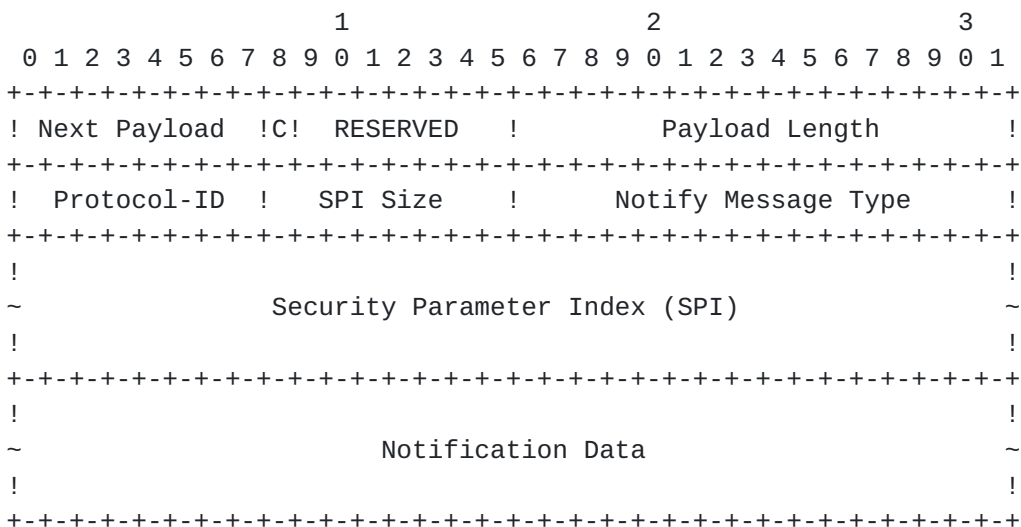 1                   2                   3
 0 1 2 3 4 5 6 7 8 9 0 1 2 3 4 5 6 7 8 9 0 1 2 3 4 5 6 7 8 9 0 1
+-+-+-+-+-+-+-+-+-+-+-+-+-+-+-+-+-+-+-+-+-+-+-+-+-+-+-+-+-+-+-+-+
! Next Payload  !C!  RESERVED   !         Payload Length        !
+-+-+-+-+-+-+-+-+-+-+-+-+-+-+-+-+-+-+-+-+-+-+-+-+-+-+-+-+-+-+-+-+
!  Protocol-ID  !   SPI Size    !      Notify Message Type      !
+-+-+-+-+-+-+-+-+-+-+-+-+-+-+-+-+-+-+-+-+-+-+-+-+-+-+-+-+-+-+-+-+
!                                                               !
~                Security Parameter Index (SPI)                 ~
!                                                               !
+-+-+-+-+-+-+-+-+-+-+-+-+-+-+-+-+-+-+-+-+-+-+-+-+-+-+-+-+-+-+-+-+
!                                                               !
~                       Notification Data                       ~
!                                                               !
+-+-+-+-+-+-+-+-+-+-+-+-+-+-+-+-+-+-+-+-+-+-+-+-+-+-+-+-+-+-+-+-+